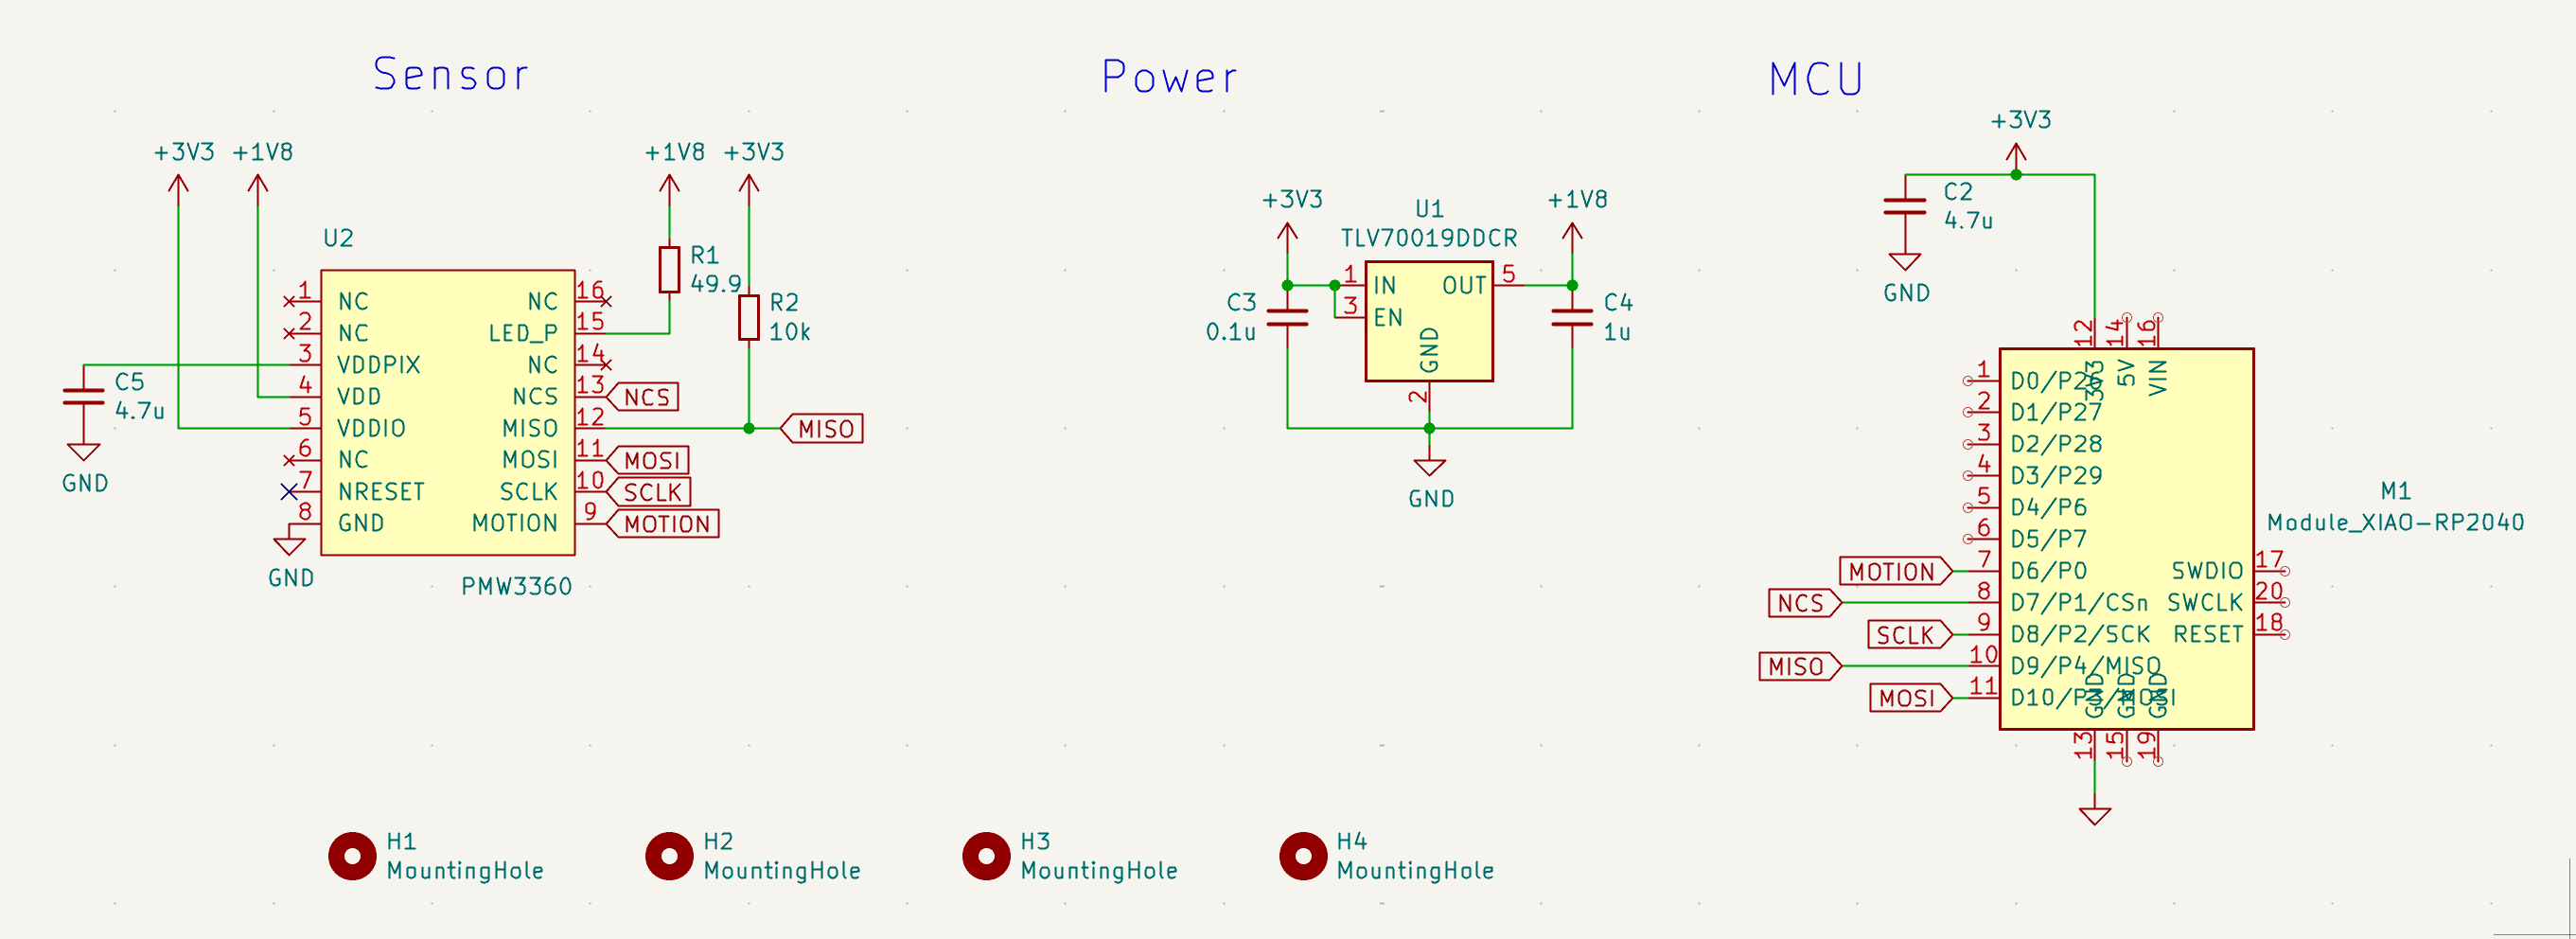 Sensor
+3V3
+1V8
+1V8
+3V3
U2
R1
49.9
R2
10k
1
NC
2
NC
3
VDDPIX
4
VDD
5
VDDIO
6
NC
7
NRESET
8
GND
NC
16
LED_P
15
NC
14
NCS
13
NCS
MISO
12
MISO
MOSI
11
MOSI
SCLK
10
SCLK
MOTION
9
MOTION
C5
4.7u
GND
GND
PMW3360
Power
+3V3
+1V8
U1
TLV70019DDCR
1
IN
3
EN
OUT
5
GND
2
C3
0.1u
C4
1u
GND
MCU
+3V3
C2
4.7u
GND
12
14
16
3V3
5V
VIN
1
D0/P26
2
D1/P27
3
D2/P28
4
D3/P29
5
D4/P6
6
D5/P7
MOTION
7
D6/P0
NCS
8
D7/P1/CSn
SCLK
9
D8/P2/SCK
MISO
10
D9/P4/MISO
MOSI
11
D10/P3/MOSI
SWDIO
17
SWCLK
20
RESET
18
GND
GND
GND
13
15
19
M1
Module_XIAO-RP2040
H1
MountingHole
H2
MountingHole
H3
MountingHole
H4
MountingHole